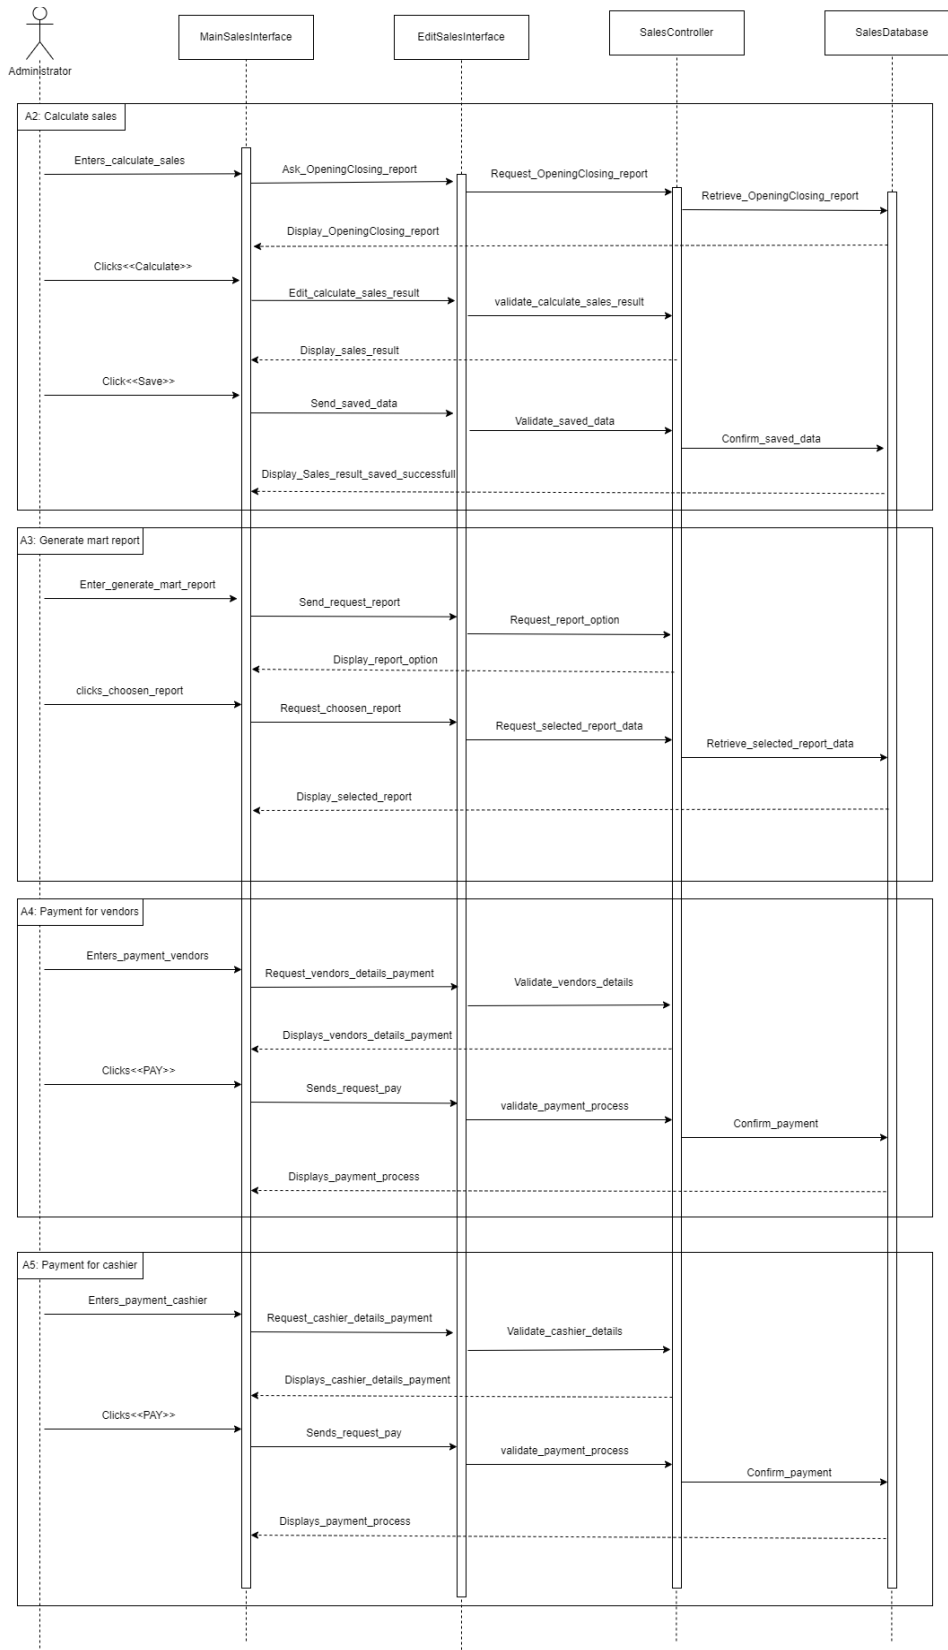 Administrator
MainSalesInterface
EditSalesInterface
SalesController
SalesDatabase
A2: Calculate sales
Enters_calculate_sales
Ask_OpeningClosing_report
Request_OpeningClosing_report
Retrieve_OpeningClosing_report
Display_OpeningClosing_report
Clicks<<Calculate>>
Edit_calculate_sales_result
validate_calculate_sales_result
Display_sales_result
Click<<Save>>
Send_saved_data
Validate_saved_data
Confirm_saved_data
Display_Sales_result_saved_successfull
A3: Generate mart report
Enter_generate_mart_report
Send_request_report
Request_report_option
Display_report_option
clicks_choosen_report
Request_choosen_report
Request_selected_report_data
Retrieve_selected_report_data
Display_selected_report
A4: Payment for vendors
Enters_payment_vendors
Request_vendors_details_payment
Validate_vendors_details
Displays_vendors_details_payment
Clicks<<PAY>>
Sends_request_pay
validate_payment_process
Confirm_payment
Displays_payment_process
A5: Payment for cashier
Enters_payment_cashier
Request_cashier_details_payment
Validate_cashier_details
Displays_cashier_details_payment
Clicks<<PAY>>
Sends_request_pay
validate_payment_process
Confirm_payment
Displays_payment_process